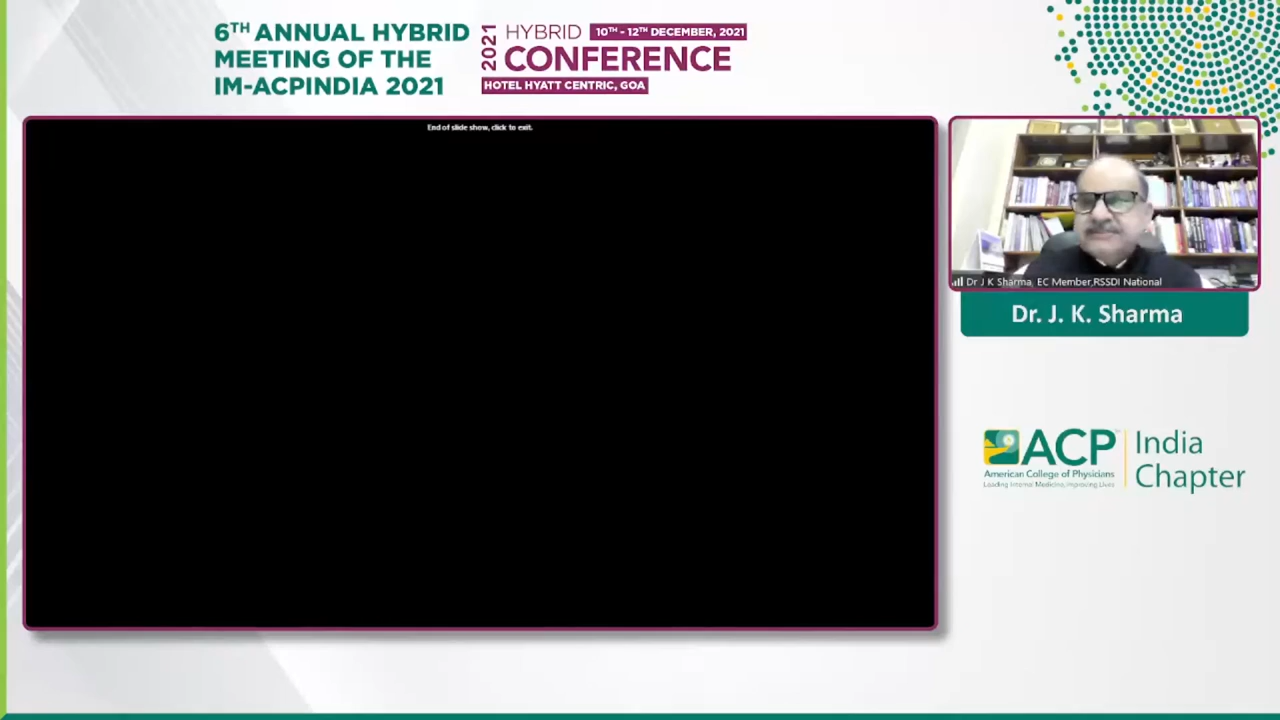 6TH ANNUAL HYBRID
MEETING OF THE
IM-ACPINDIA 2021
2021
HYBRID
10TH - 12TH DECEMBER, 2021
CONFERENCE
HOTEL HYATT CENTRIC, GOA
End of slide show, click to exit.
Dr J K Sharma, EC Member,RSSDI National
Dr. J. K. Sharma
ACP
American College of Physicians
Leading Internal Medicine, Improving Lives
India
Chapter